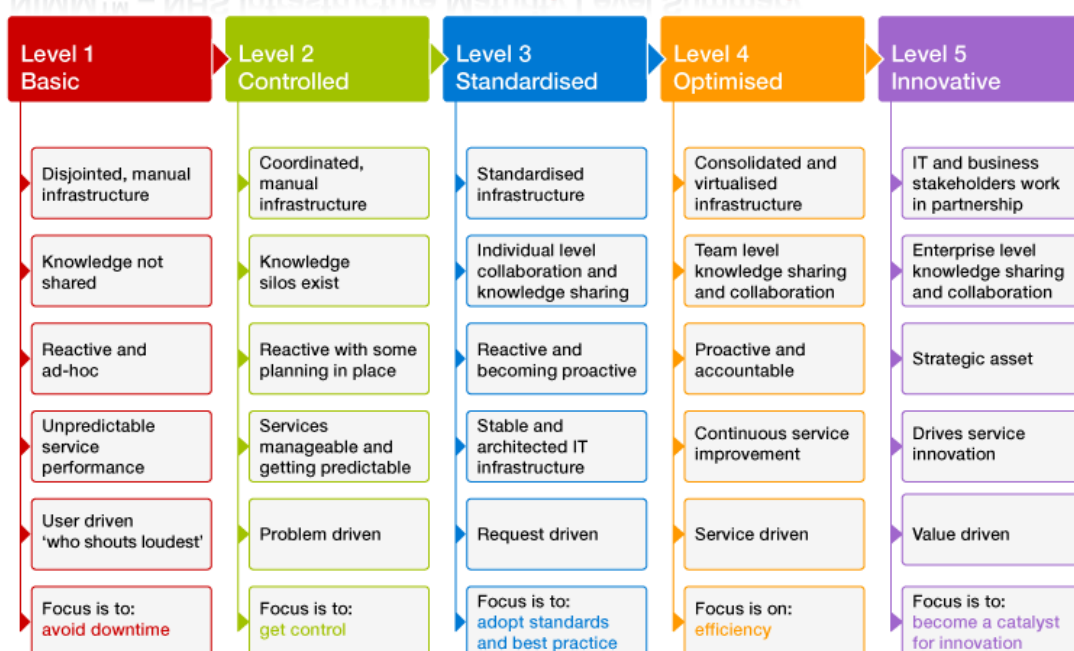 NIMM™ – NHS Infrastructure Maturity Level Summary
Level 1
Basic
Level 2
Controlled
Level 3
Standardised
Level 4
Optimised
Level 5
Innovative
Disjointed, manual
infrastructure
Coordinated,
manual
infrastructure
Standardised
infrastructure
Consolidated and
virtualised
infrastructure
IT and business
stakeholders work
in partnership
Knowledge not
shared
Knowledge
silos exist
Individual level
collaboration and
knowledge sharing
Team level
knowledge sharing
and collaboration
Enterprise level
knowledge sharing
and collaboration
Reactive and
ad-hoc
Reactive with some
planning in place
Reactive and
becoming proactive
Proactive and
accountable
Strategic asset
Unpredictable
service
performance
Services
manageable and
getting predictable
Stable and
architected IT
infrastructure
Continuous service
improvement
Drives service
innovation
User driven
‘who shouts loudest’
Problem driven
Request driven
Service driven
Value driven
Focus is to:
avoid downtime
Focus is to:
get control
Focus is to:
adopt standards
and best practice
Focus is on:
efficiency
Focus is to:
become a catalyst
for innovation